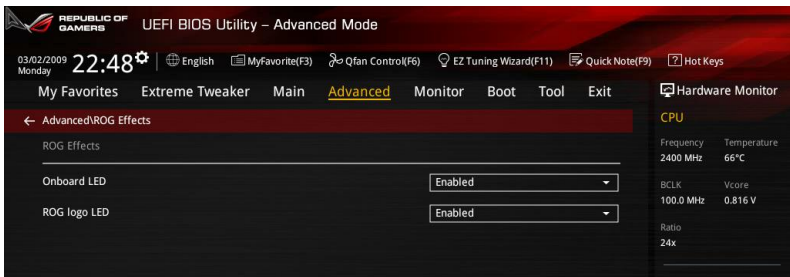 REPUBLIC OF GAMERS
UEFI BIOS Utility – Advanced Mode
03/02/2009 Monday
22:48
English
MyFavorite(F3)
Qfan Control(F6)
EZ Tuning Wizard(F11)
Quick Note(F9)
? Hot Keys
My Favorites Extreme Tweaker Main Advanced Monitor Boot Tool Exit
Hardware Monitor
← Advanced\ROG Effects
ROG Effects
Onboard LED Enabled
ROG logo LED Enabled
CPU
Frequency Temperature
2400 MHz 66°C
BCLK Vcore
100.0 MHz 0.816 V
Ratio
24x